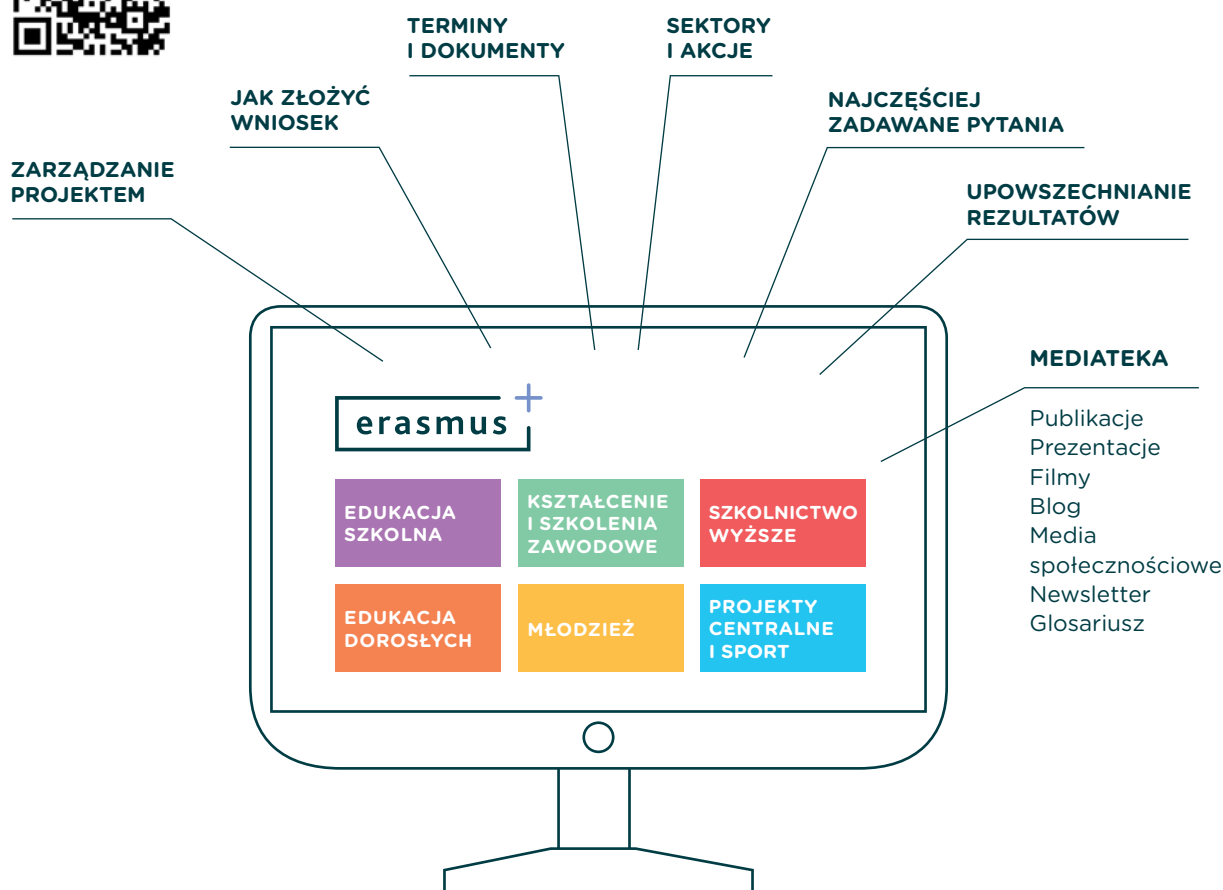 TERMINY
I DOKUMENTY
SEKTORY
I AKCJE
JAK ZŁOŻYĆ
WNIOSEK
NAJCZĘŚCIEJ
ZADAWANE PYTANIA
ZARZĄDZANIE
PROJEKTEM
UPOWSZECHNIANIE
REZULTATÓW
MEDIATEKA
Publikacje
Prezentacje
Filmy
Blog
Media
społecznościowe
Newsletter
Glosariusz
erasmus +
EDUKACJA
SZKOLNA
KSZTAŁCENIE
I SZKOLENIA
ZAWODOWE
SZKOLNICTWO
WYŻSZE
EDUKACJA
DOROSŁYCH
MŁODZIEŻ
PROJEKTY
CENTRALNE
I SPORT